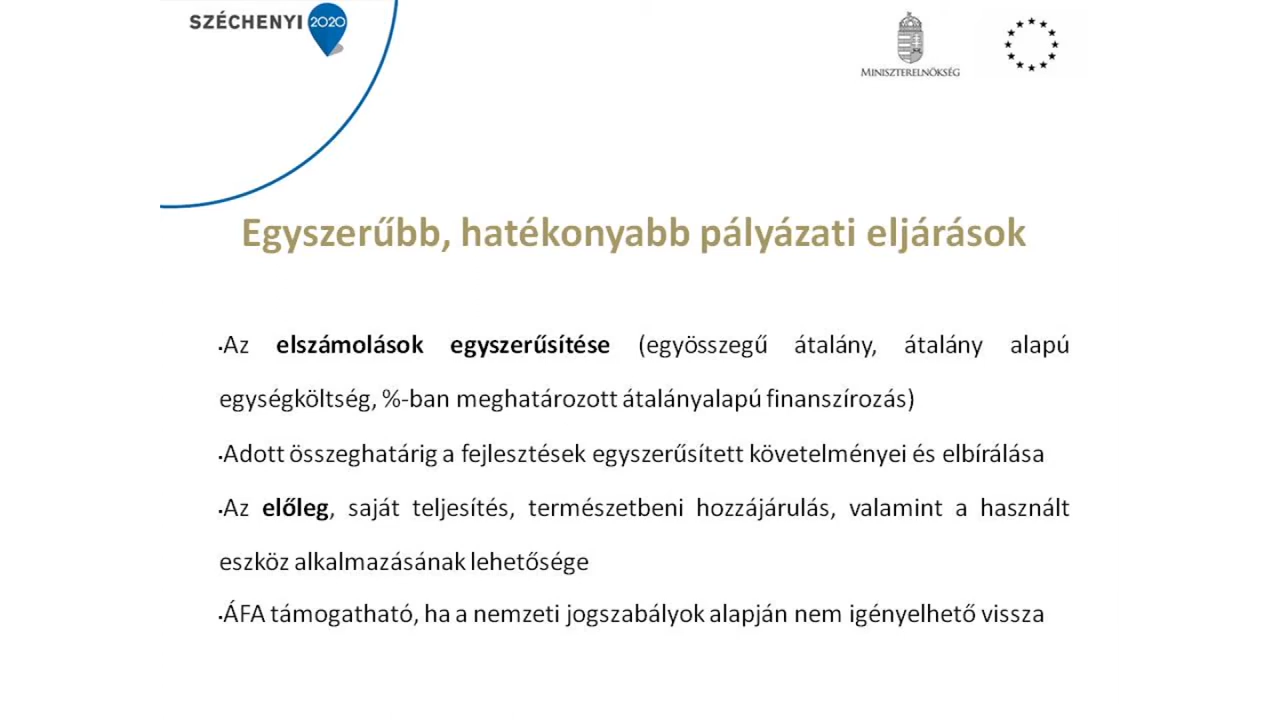 SZÉCHENYI 2020
MINISZTERELNÖKSÉG
Egyszerűbb, hatékonyabb pályázati eljárások
▪Az elszámolások egyszerűsítése (egyösszegű átalány, átalány alapú
egységköltség, %-ban meghatározott átalányalapú finanszírozás)
▪Adott összeghatárig a fejlesztések egyszerűsített követelményei és elbírálása
▪Az előleg, saját teljesítés, természetbeni hozzájárulás, valamint a használt
eszköz alkalmazásának lehetősége
▪ÁFA támogatható, ha a nemzeti jogszabályok alapján nem igényelhető vissza